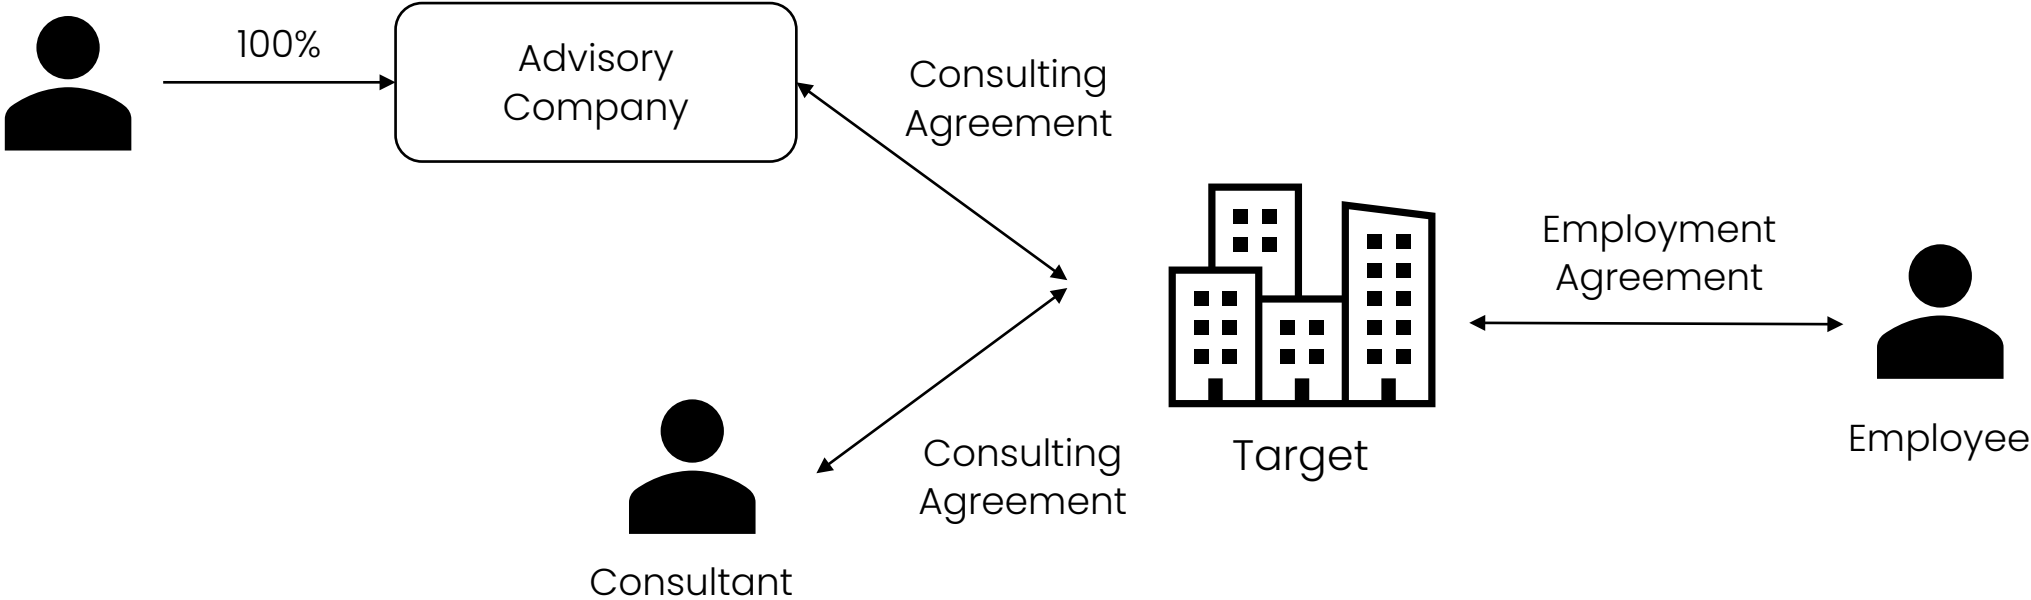 100%
Advisory
Company
Consulting
Agreement
Employment
Agreement
Target
Employee
Consulting
Agreement
Consultant